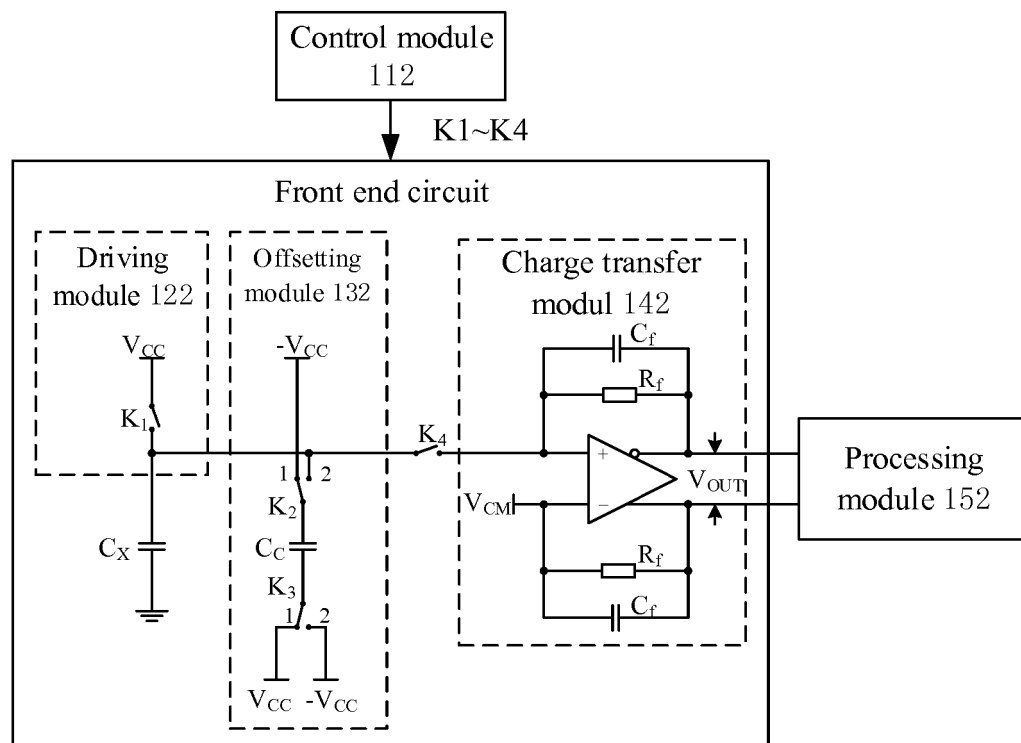 Control module
112
K1~K4
Front end circuit
Driving
module 122
Offsetting
module 132
Charge transfer
modul 142
VCC
-VCC
Cf
Rf
K1
K4
+
1 2
K2
VCM
−
VOUT
Processing
module 152
CX
CC
K3
Rf
1 2
Cf
VCC -VCC